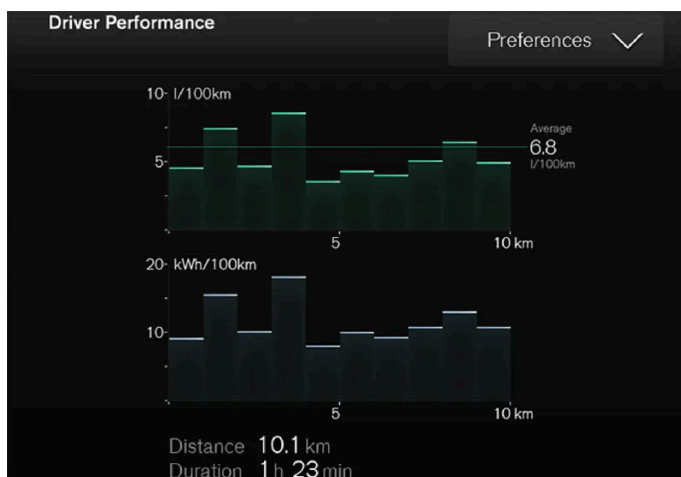 Driver Performance
Preferences
10 l/100km
Average
6.8
l/100km
5
5 10 km
20 kWh/100km
10
5 10 km
Distance 10.1 km
Duration 1 h 23 min